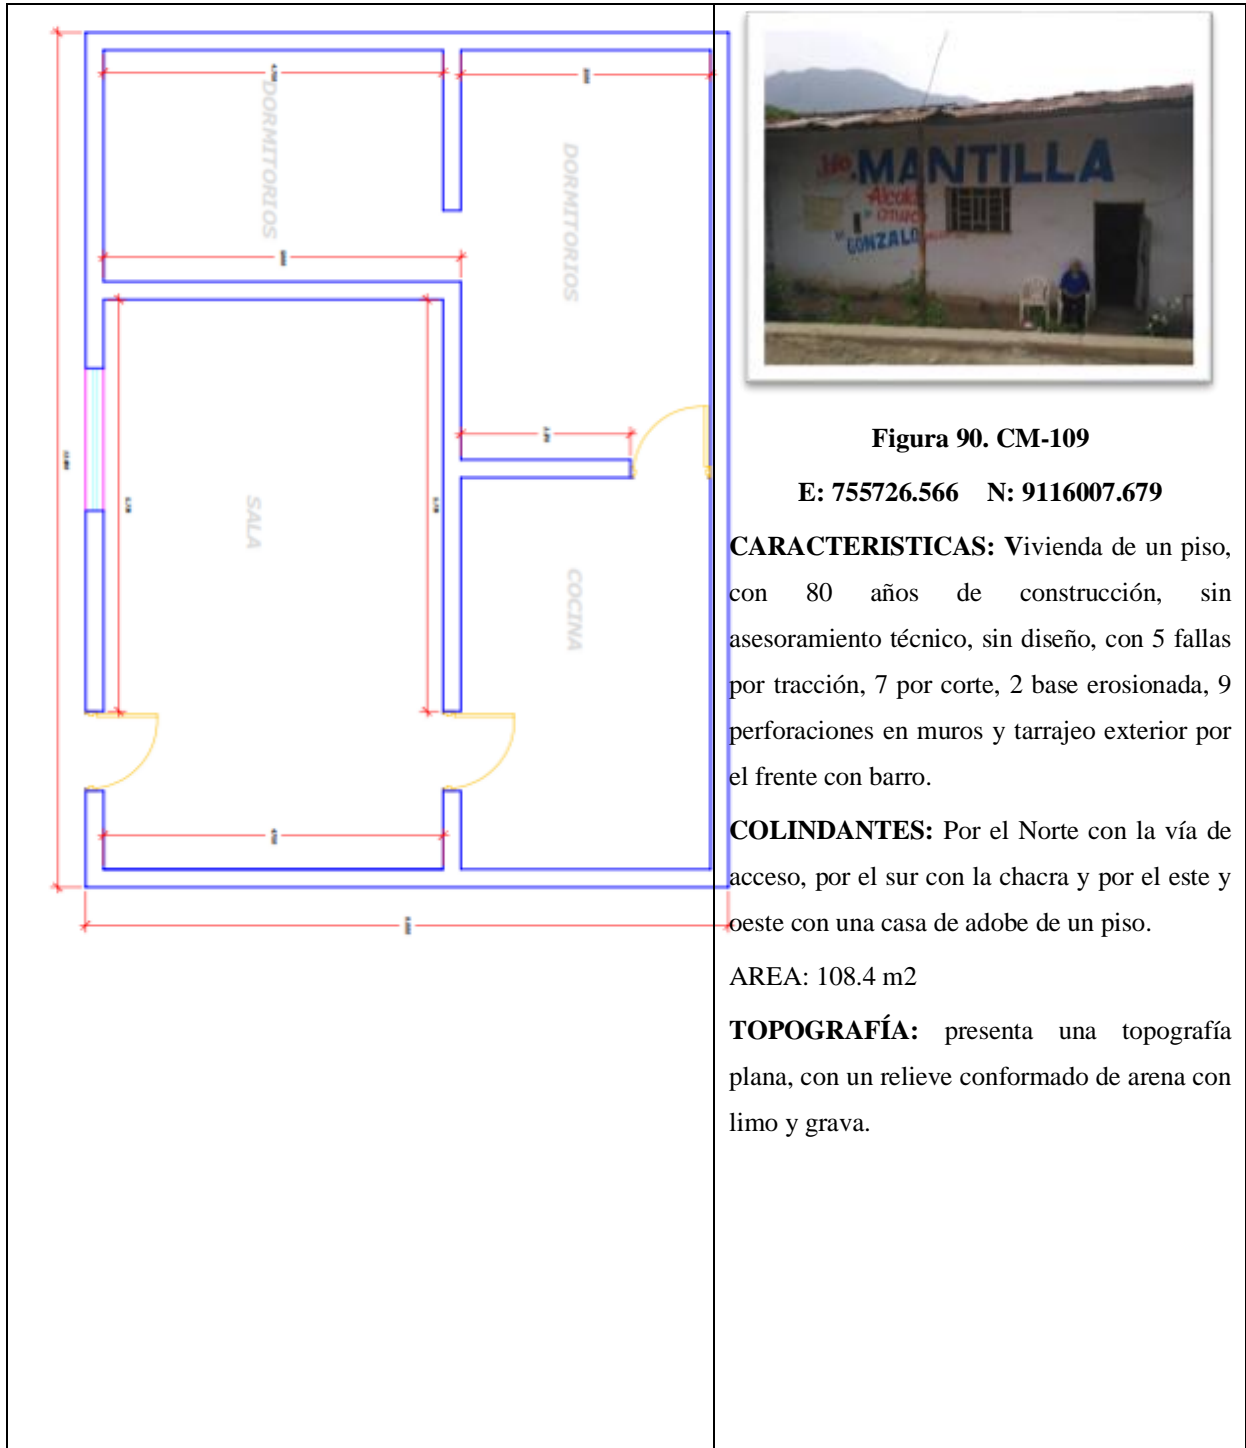 DORMITORIOS
DORMITORIOS
SALA
COCINA
MANTILLA
Alcalde
GONZALO
Figura 90. CM-109
E: 755726.566 N: 9116007.679
CARACTERISTICAS: Vivienda de un piso,
con 80 años de construcción, sin
asesoramiento técnico, sin diseño, con 5 fallas
por tracción, 7 por corte, 2 base erosionada, 9
perforaciones en muros y tarrajeo exterior por
el frente con barro.
COLINDANTES: Por el Norte con la vía de
acceso, por el sur con la chacra y por el este y
oeste con una casa de adobe de un piso.
AREA: 108.4 m2
TOPOGRAFÍA: presenta una topografía
plana, con un relieve conformado de arena con
limo y grava.